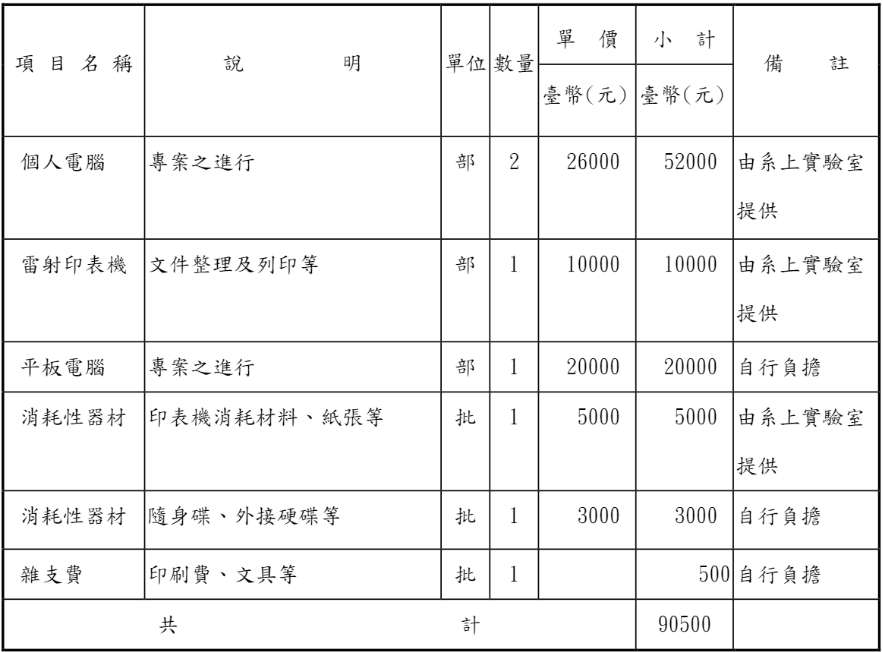 項目名稱 說明 單位 數量 單價 小計 備註
臺幣(元) 臺幣(元)
個人電腦 專案之進行 部 2 26000 52000 由系上實驗室
提供
雷射印表機 文件整理及列印等 部 1 10000 10000 由系上實驗室
提供
平板電腦 專案之進行 部 1 20000 20000 自行負擔
消耗性器材 印表機消耗材料、紙張等 批 1 5000 5000 由系上實驗室
提供
消耗性器材 隨身碟、外接硬碟等 批 1 3000 3000 自行負擔
雜支費 印刷費、文具等 批 1 500 自行負擔
共計 90500